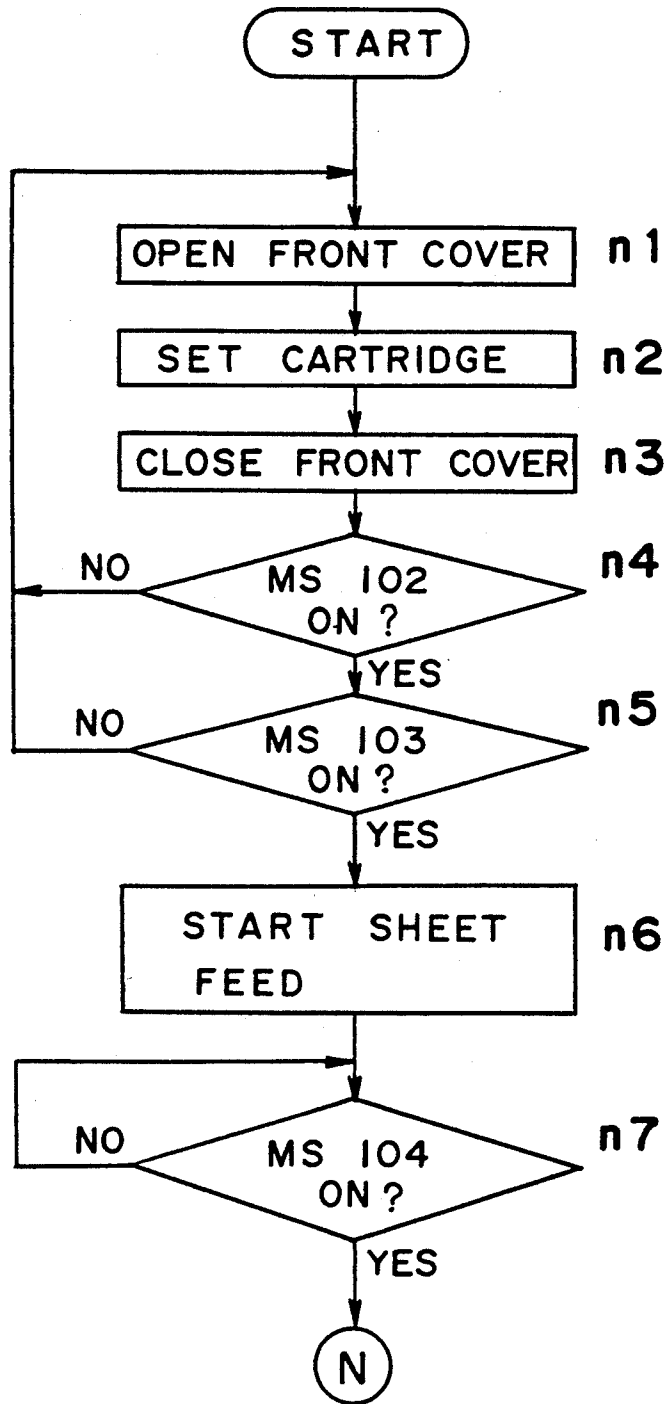 START
OPEN FRONT COVER n1
SET CARTRIDGE n2
CLOSE FRONT COVER n3
n4
NO
MS 102
ON?
YES
n5
NO
MS 103
ON?
YES
START SHEET n6
FEED
n7
NO
MS 104
ON?
YES
N